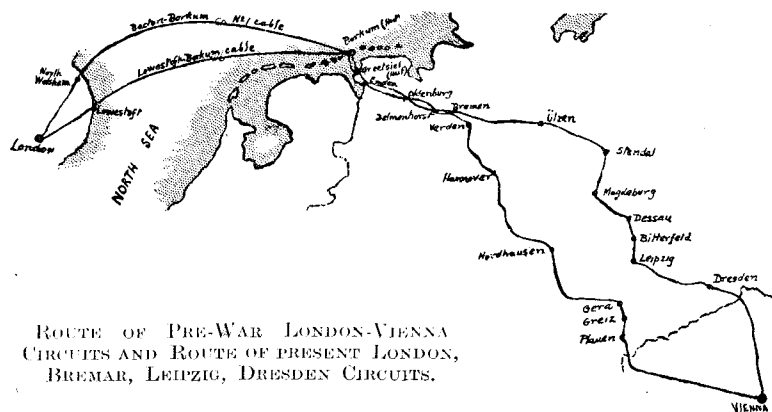 Bacton-Borkum Nº1 cable
Lowestoft-Borkum cable
Borkum
North
Walsham
Lowestoft
London
NORTH SEA
Greetsiel
Emden
Oldenburg
Delmenhorst
Bremen
Verden
Ülzen
Stendal
Hannover
Magdeburg
Dessau
Bitterfeld
Leipzig
Nordhausen
Dresden
Gera
Greiz
Plauen
VIENNA
ROUTE OF PRE-WAR LONDON-VIENNA
CIRCUITS AND ROUTE OF PRESENT LONDON,
BREMAR, LEIPZIG, DRESDEN CIRCUITS.